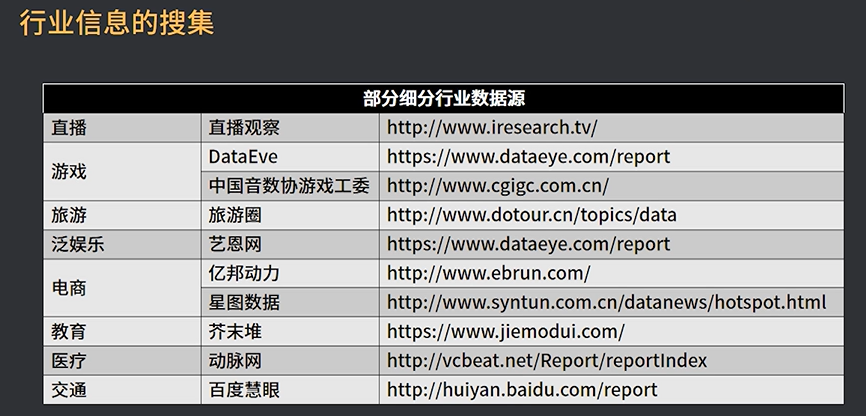 行业信息的搜集
部分细分行业数据源
直播 直播观察 http://www.iresearch.tv/
游戏 DataEve https://www.dataeye.com/report
中国音数协游戏工委 http://www.cgigc.com.cn/
旅游 旅游圈 http://www.dotour.cn/topics/data
泛娱乐 艺恩网 https://www.dataeye.com/report
电商 亿邦动力 http://www.ebrun.com/
星图数据 http://www.syntun.com.cn/datanews/hotspot.html
教育 芥末堆 https://www.jiemodui.com/
医疗 动脉网 http://vcbeat.net/Report/reportIndex
交通 百度慧眼 http://huiyan.baidu.com/report